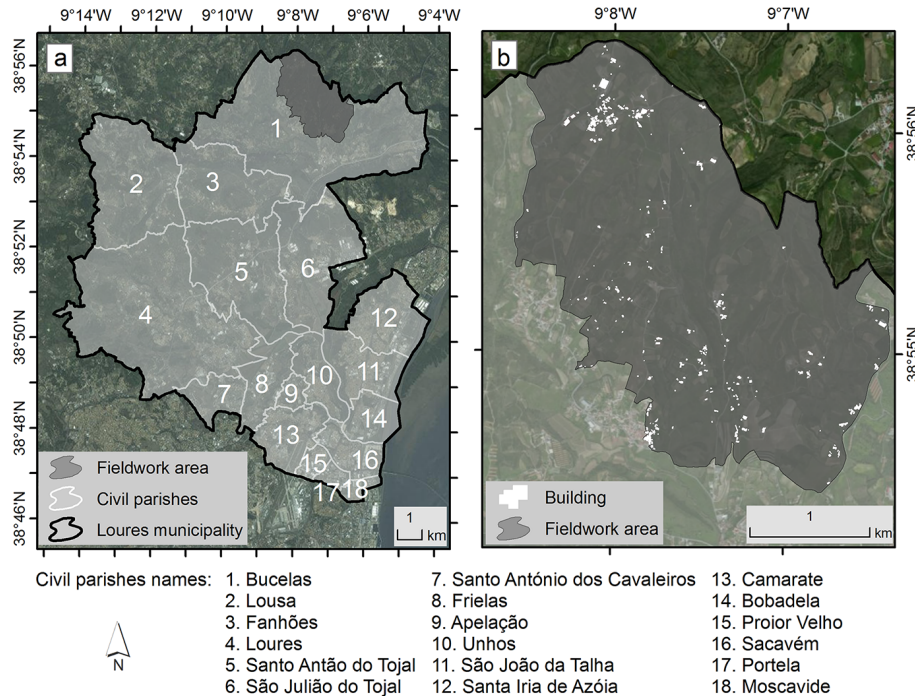 9°12'W 9°10'W 9°8'W 9°6'W 9°4'W
9°8'W 9°7'W
38°56'N
38°54'N
38°52'N
38°50'N
38°48'N
38°46'N
a
1
2
3
4
5
6
7
8
9
10
11
12
13
14
15
16
17
18
Fieldwork area
Civil parishes
Loures municipality
1
km
b
38°56'N
38°55'N
Building
Fieldwork area
1
km
Civil parishes names:
1. Bucelas
2. Lousa
3. Fanhões
4. Loures
5. Santo Antão do Tojal
6. São Julião do Tojal
7. Santo António dos Cavaleiros
8. Frielas
9. Apelação
10. Unhos
11. São João da Talha
12. Santa Iria de Azóia
13. Camarate
14. Bobadela
15. Proior Velho
16. Sacavém
17. Portela
18. Moscavide
N